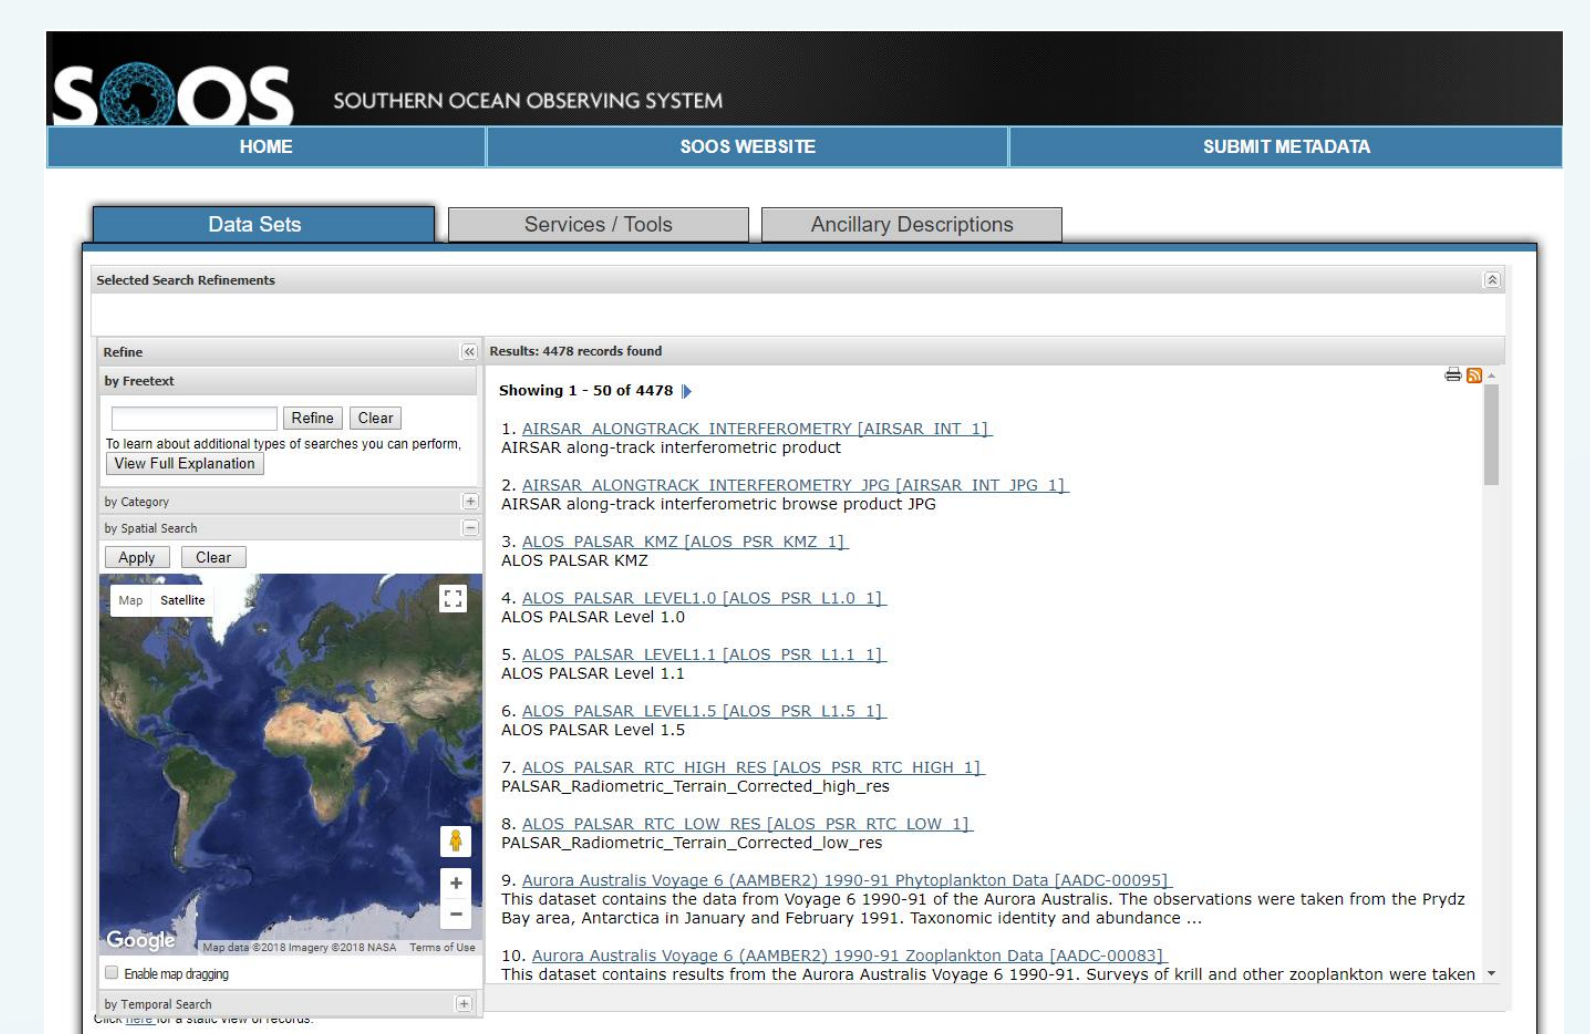 SOOS SOUTHERN OCEAN OBSERVING SYSTEM
HOME SOOS WEBSITE SUBMIT METADATA
Data Sets Services / Tools Ancillary Descriptions
Selected Search Refinements
Refine
by Freetext
Refine Clear
To learn about additional types of searches you can perform,
View Full Explanation
by Category
by Spatial Search
Apply Clear
Map Satellite
Google Map data ©2018 Imagery ©2018 NASA Terms of Use
Enable map dragging
by Temporal Search
Click here for a static view of records.
Results: 4478 records found
Showing 1 - 50 of 4478
1. AIRSAR_ALONGTRACK_INTERFEROMETRY [AIRSAR_INT_1]
AIRSAR along-track interferometric product
2. AIRSAR_ALONGTRACK_INTERFEROMETRY_JPG [AIRSAR_INT_JPG_1]
AIRSAR along-track interferometric browse product JPG
3. ALOS_PALSAR_KMZ [ALOS_PSR_KMZ_1]
ALOS PALSAR KMZ
4. ALOS_PALSAR_LEVEL1.0 [ALOS_PSR_L1.0_1]
ALOS PALSAR Level 1.0
5. ALOS_PALSAR_LEVEL1.1 [ALOS_PSR_L1.1_1]
ALOS PALSAR Level 1.1
6. ALOS_PALSAR_LEVEL1.5 [ALOS_PSR_L1.5_1]
ALOS PALSAR Level 1.5
7. ALOS_PALSAR_RTC_HIGH_RES [ALOS_PSR_RTC_HIGH_1]
PALSAR_Radiometric_Terrain_Corrected_high_res
8. ALOS_PALSAR_RTC_LOW_RES [ALOS_PSR_RTC_LOW_1]
PALSAR_Radiometric_Terrain_Corrected_low_res
9. Aurora Australis Voyage 6 (AAMBER2) 1990-91 Phytoplankton Data [AADC-00095]
This dataset contains the data from Voyage 6 1990-91 of the Aurora Australis. The observations were taken from the Prydz
Bay area, Antarctica in January and February 1991. Taxonomic identity and abundance ...
10. Aurora Australis Voyage 6 (AAMBER2) 1990-91 Zooplankton Data [AADC-00083]
This dataset contains results from the Aurora Australis Voyage 6 1990-91. Surveys of krill and other zooplankton were taken